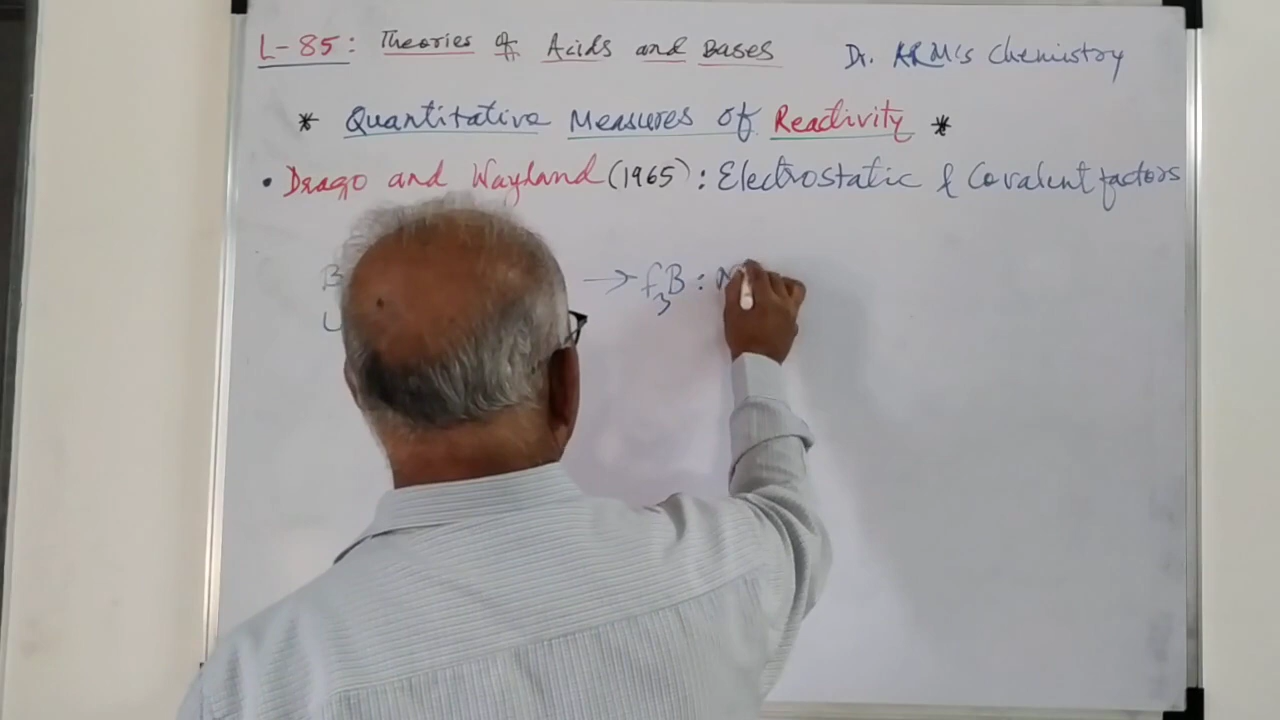 L-85: Theories of Acids and Bases Dr. ARM's Chemistry
* Quantitative Measures of Reactivity *
• Drago and Wayland (1965): Electrostatic & Covalent factors
B → f3B : N
L